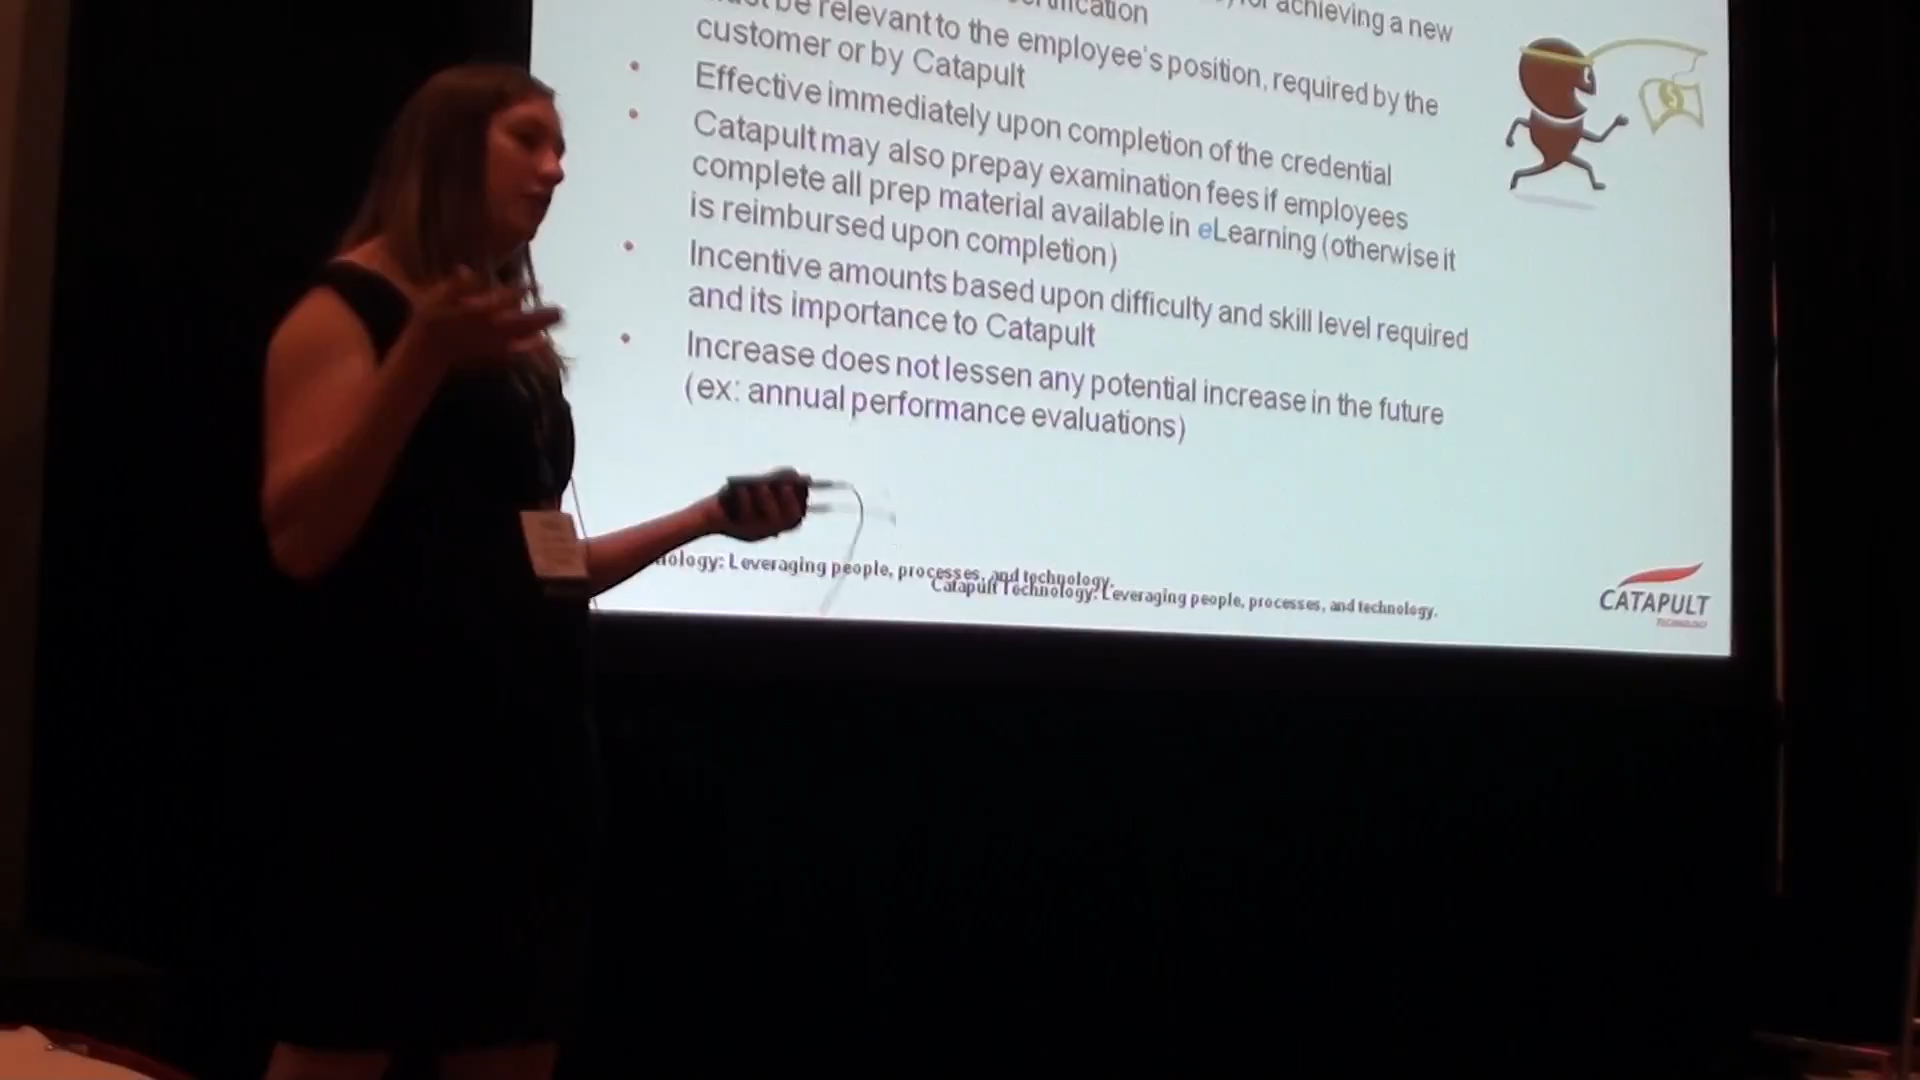 for achieving a new
be relevant to the employee's position, required by the
customer or by Catapult
• Effective immediately upon completion of the credential
• Catapult may also prepay examination fees if employees
complete all prep material available in eLearning (otherwise it
is reimbursed upon completion)
• Incentive amounts based upon difficulty and skill level required
and its importance to Catapult
• Increase does not lessen any potential increase in the future
(ex: annual performance evaluations)
Leveraging people, processes, and technology.
Catapult Technology: Leveraging people, processes, and technology.
CATAPULT
TECHNOLOGY
$